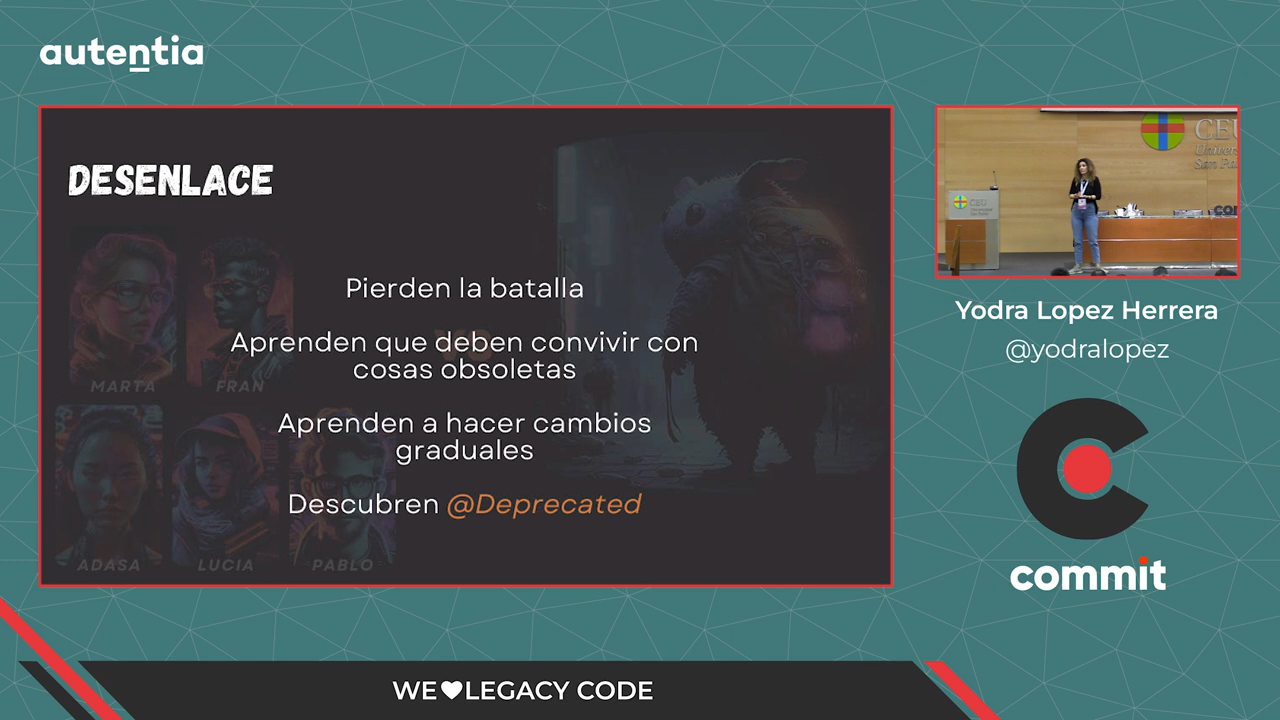 autentia
DESENLACE
Pierden la batalla
Aprenden que deben convivir con
cosas obsoletas
Aprenden a hacer cambios
graduales
Descubren @Deprecated
MARTA
FRAN
ADASA
LUCIA
PABLO
CEU
Yodra Lopez Herrera
@yodralopez
commit
WE♥LEGACY CODE